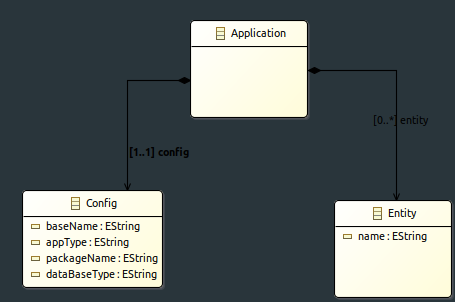 Application
[0..*] entity
[1..1] config
Config
baseName : EString
appType : EString
packageName : EString
dataBaseType : EString
Entity
name : EString